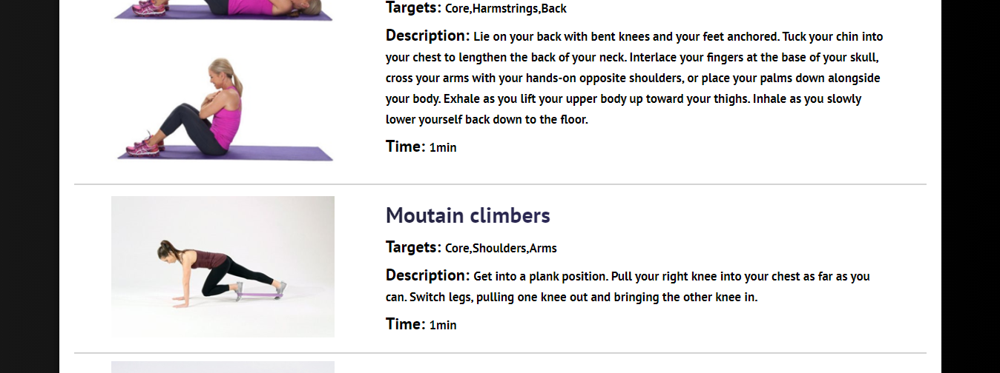 Targets: Core,Harmstrings,Back
Description: Lie on your back with bent knees and your feet anchored. Tuck your chin into
your chest to lengthen the back of your neck. Interlace your fingers at the base of your skull,
cross your arms with your hands-on opposite shoulders, or place your palms down alongside
your body. Exhale as you lift your upper body up toward your thighs. Inhale as you slowly
lower yourself back down to the floor.
Time: 1min
Moutain climbers
Targets: Core,Shoulders,Arms
Description: Get into a plank position. Pull your right knee into your chest as far as you
can. Switch legs, pulling one knee out and bringing the other knee in.
Time: 1min